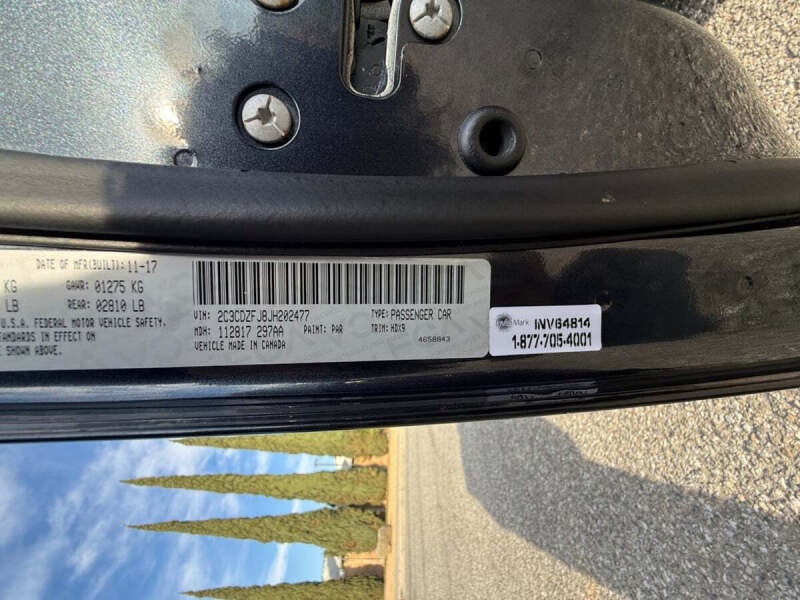 DATE OF MFR(BUILT): 11-17
KG GAWR: 01275 KG
LB REAR: 02810 LB
U.S.A. FEDERAL MOTOR VEHICLE SAFETY,
STANDARDS IN EFFECT ON
SHOWN ABOVE.
VIN: 2C3CDZFJ8JH202477 TYPE: PASSENGER CAR
MDH: 112817 297AA PAINT: PAR TRIM: HDX9
VEHICLE MADE IN CANADA 4658843
Mark INV64814
1-877-705-4001